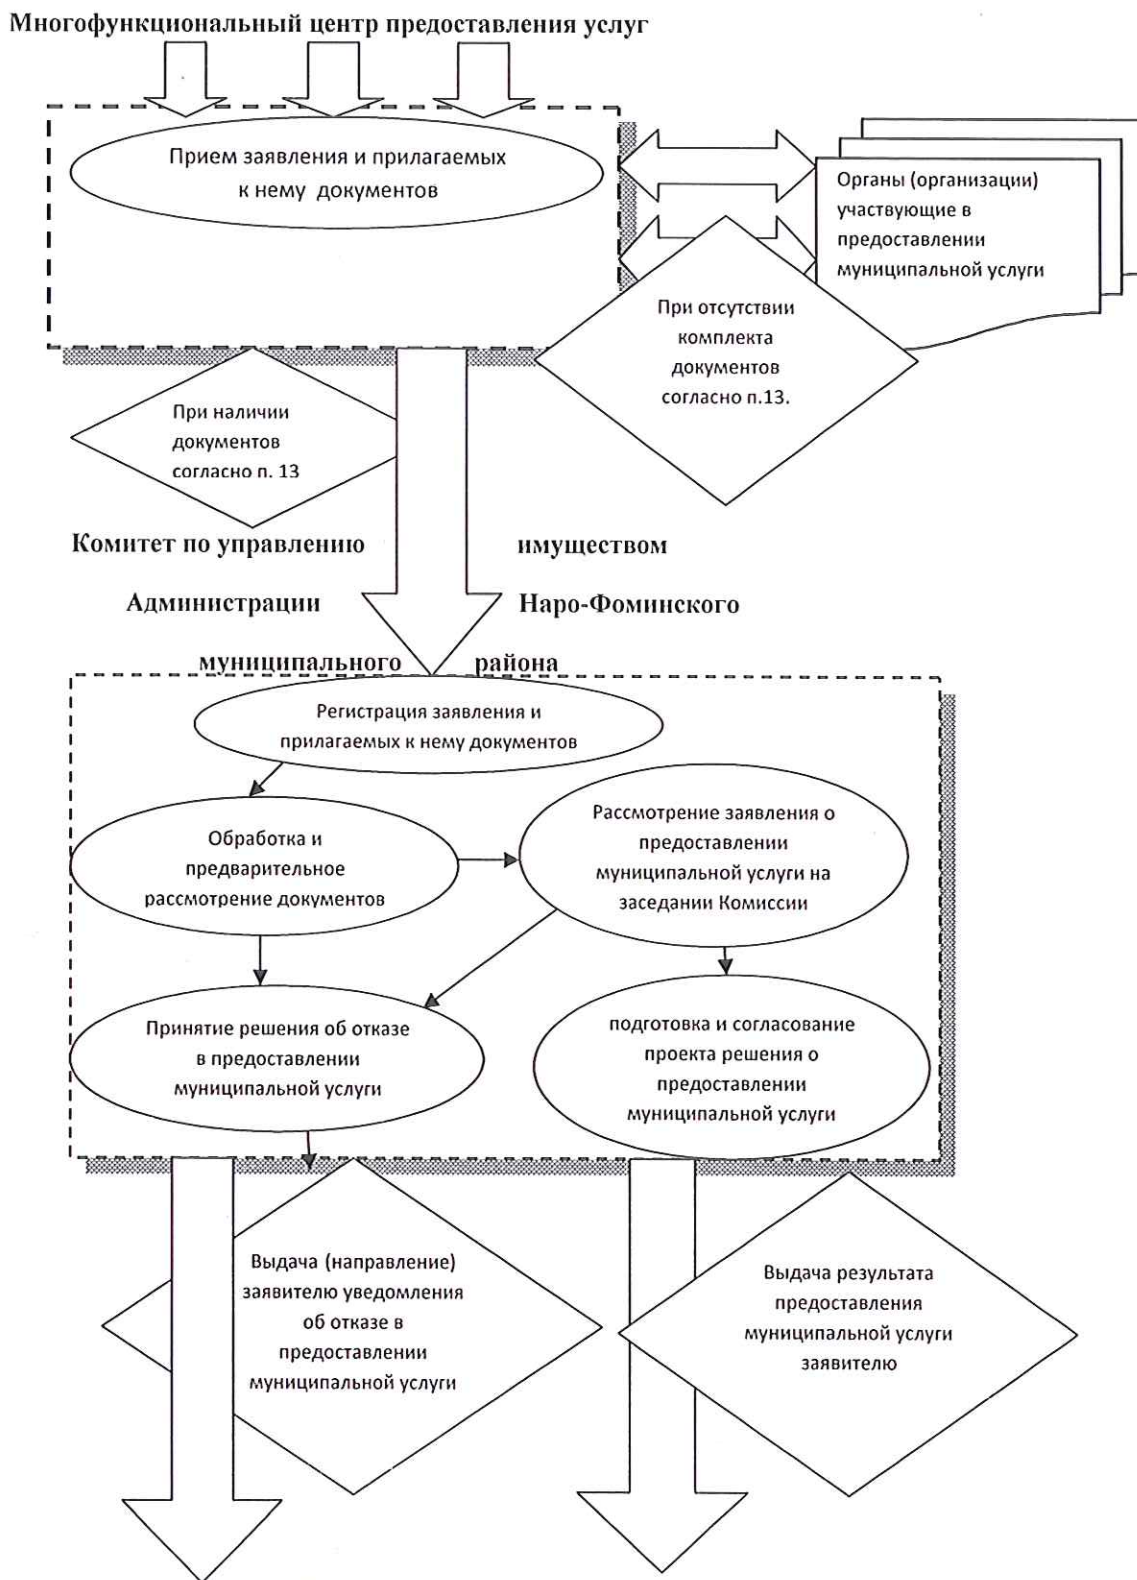 Многофункциональный центр предоставления услуг
Прием заявления и прилагаемых
к нему документов
Органы (организации)
участвующие в
предоставлении
муниципальной услуги
При отсутствии
комплекта
документов
согласно п.13.
При наличии
документов
согласно п. 13
Комитет по управлению имуществом
Администрации Наро-Фоминского
муниципального района
Регистрация заявления и
прилагаемых к нему документов
Обработка и
предварительное
рассмотрение документов
Рассмотрение заявления о
предоставлении
муниципальной услуги на
заседании Комиссии
Принятие решения об отказе
в предоставлении
муниципальной услуги
подготовка и согласование
проекта решения о
предоставлении
муниципальной услуги
Выдача (направление)
заявителю уведомления
об отказе в
предоставлении
муниципальной услуги
Выдача результата
предоставления
муниципальной услуги
заявителю